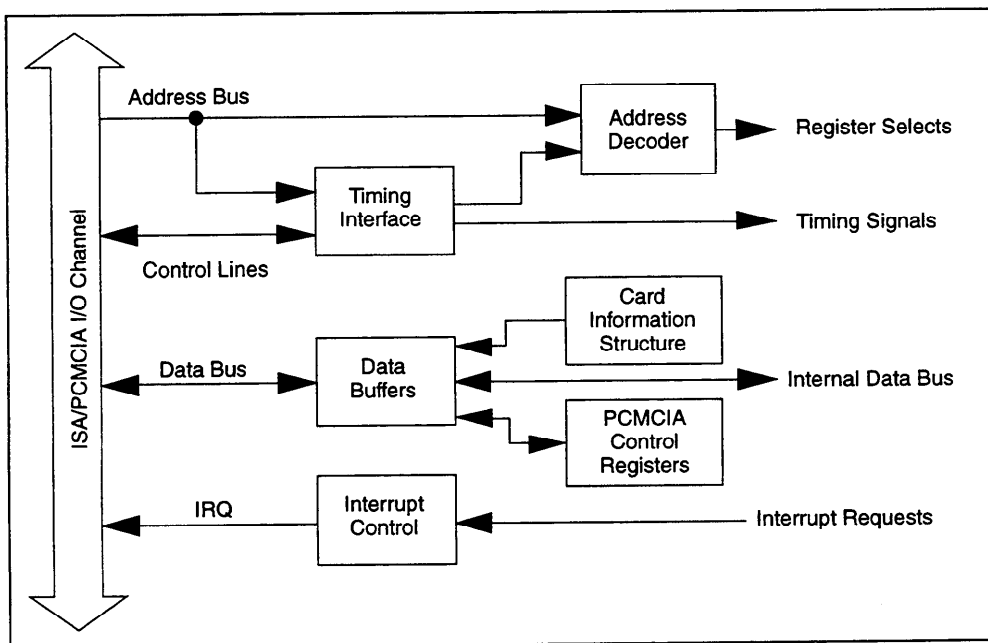 ISA/PCMCIA I/O Channel
Address Bus
Address
Decoder
Register Selects
Timing
Interface
Timing Signals
Control Lines
Card
Information
Structure
Data Bus
Data
Buffers
Internal Data Bus
PCMCIA
Control
Registers
IRQ
Interrupt
Control
Interrupt Requests